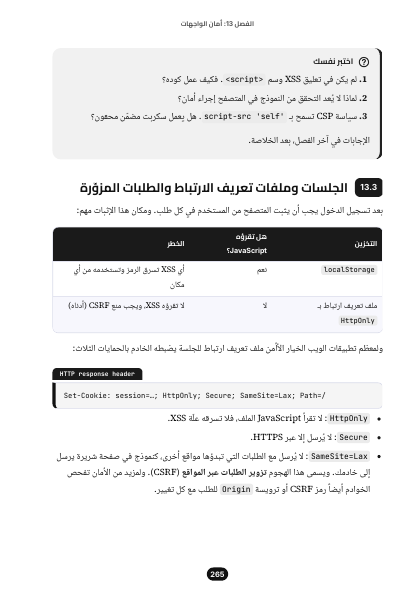 الفصل 13: أمان الواجهات
اختبر نفسك
1. لم يكن في تعليق XSS وسم <script>. فكيف عمل كوده؟
2. لماذا لا يُعد التحقق من النموذج في المتصفح إجراء أمان؟
3. سياسة CSP تسمح بـ script-src 'self'. هل يعمل سكربت مضمّن محقون؟
الإجابات في آخر الفصل، بعد الخلاصة.
13.3 الجلسات وملفات تعريف الارتباط والطلبات المزوّرة
بعد تسجيل الدخول يجب أن يثبت المتصفح من المستخدم في كل طلب. ومكان هذا الإثبات مهم:
التخزين هل تقرؤه JavaScript؟ الخطر
localStorage نعم أي XSS تسرق الرمز وتستخدمه من أي مكان
ملف تعريف ارتباط بـ HttpOnly لا لا تقرؤه XSS، ويجب منع CSRF (أدناه)
ولمعظم تطبيقات الويب الخيار الآمن ملف تعريف ارتباط للجلسة يضبطه الخادم بالحمايات الثلاث:
HTTP response header
Set-Cookie: session=…; HttpOnly; Secure; SameSite=Lax; Path=/
• HttpOnly: لا تقرأ JavaScript الملف، فلا تسرقه علّة XSS.
• Secure: لا يُرسل إلا عبر HTTPS.
• SameSite=Lax: لا يُرسل مع الطلبات التي تبدؤها مواقع أخرى، كنموذج في صفحة شريرة يرسل
إلى خادمك. ويسمى هذا الهجوم تزوير الطلبات عبر المواقع (CSRF). ولمزيد من الأمان تفحص
الخوادم أيضاً رمز CSRF أو ترويسة Origin للطلب مع كل تغيير.
265